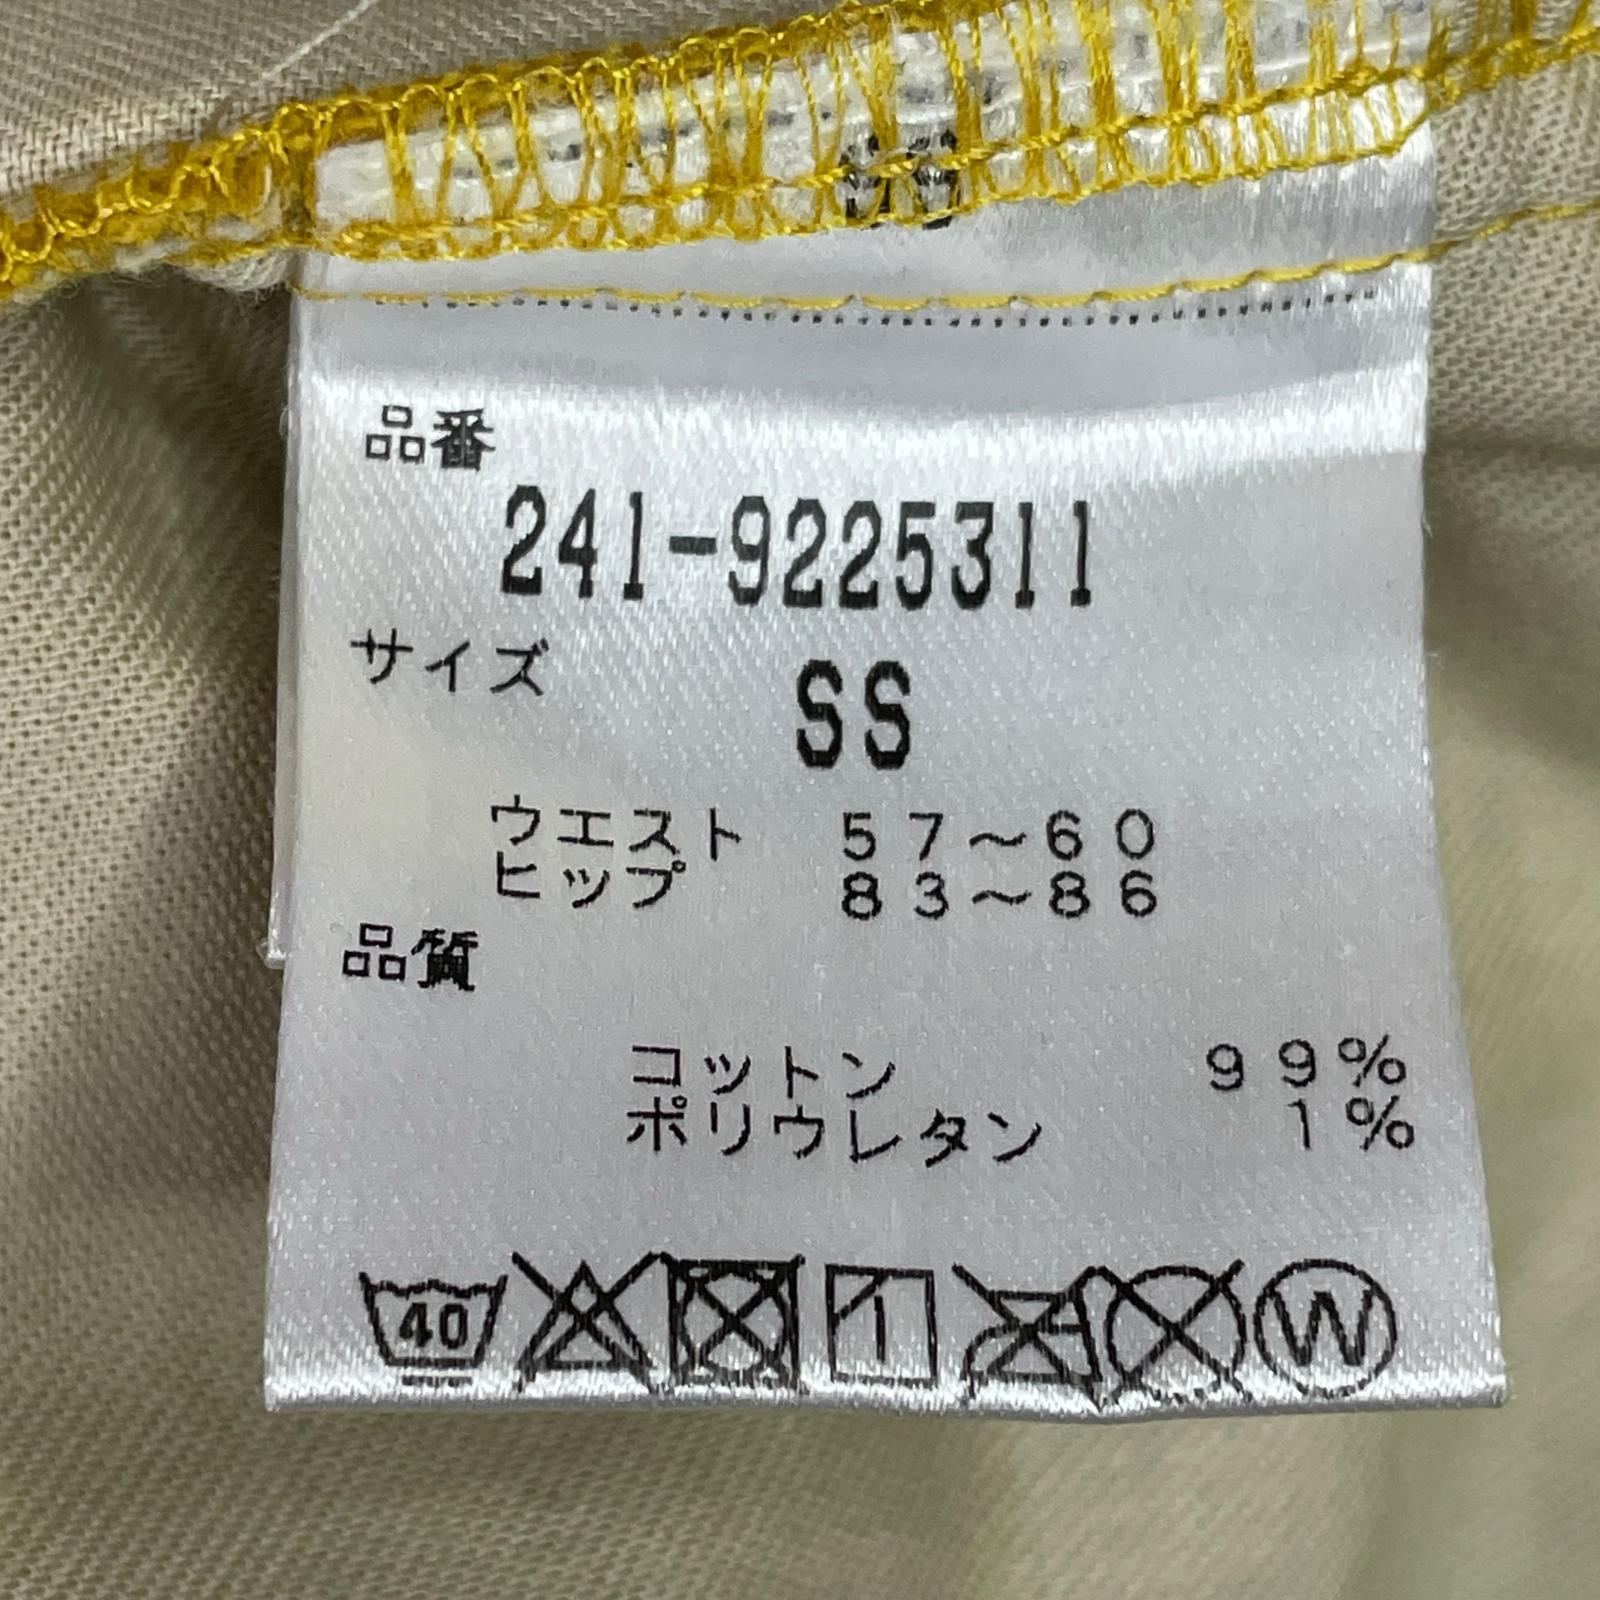 品番
241-9225311
サイズ
SS
ウエスト 57～60
ヒップ 83～86
品質
コットン 99%
ポリウレタン 1%
40 W